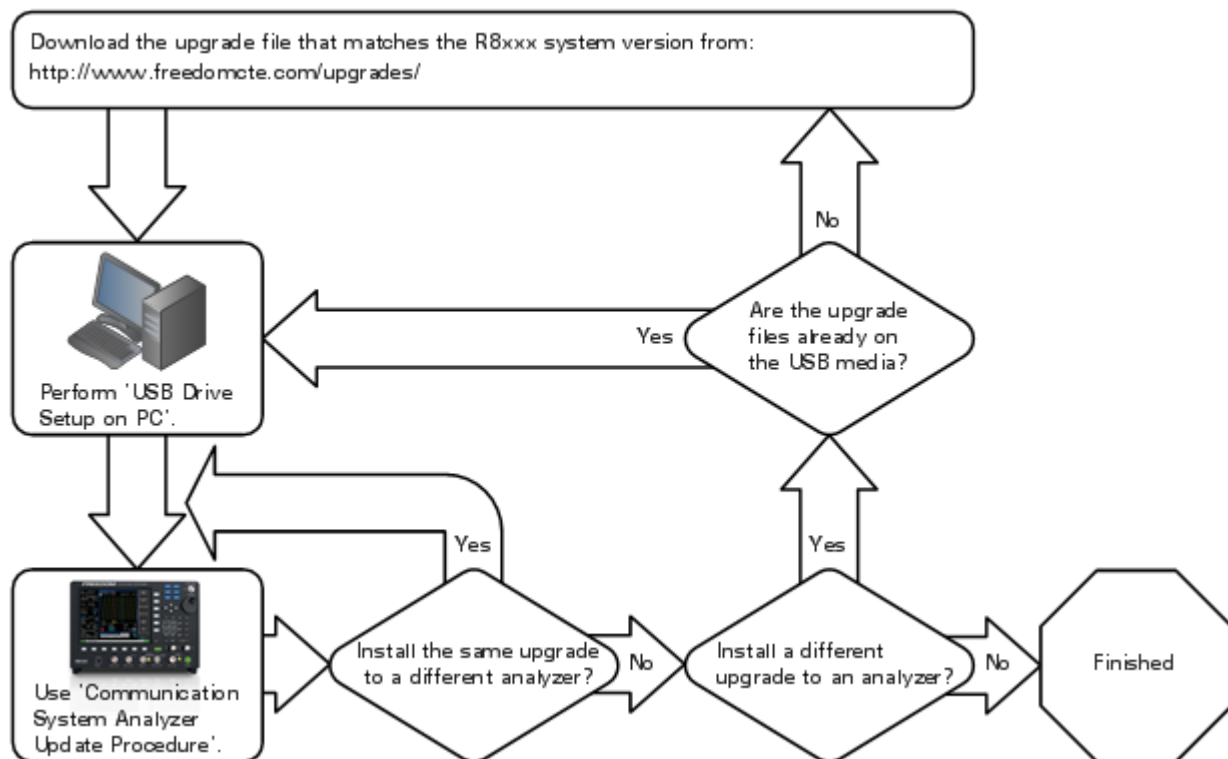 Download the upgrade file that matches the R8xxx system version from:
http://www.freedomcte.com/upgrades/
No
Are the upgrade
files already on
the USB media?
Yes
Perform 'USB Drive
Setup on PC'.
Yes
Yes
Install the same upgrade
to a different analyzer?
No
Install a different
upgrade to an analyzer?
No
Finished
Use 'Communication
System Analyzer
Update Procedure'.